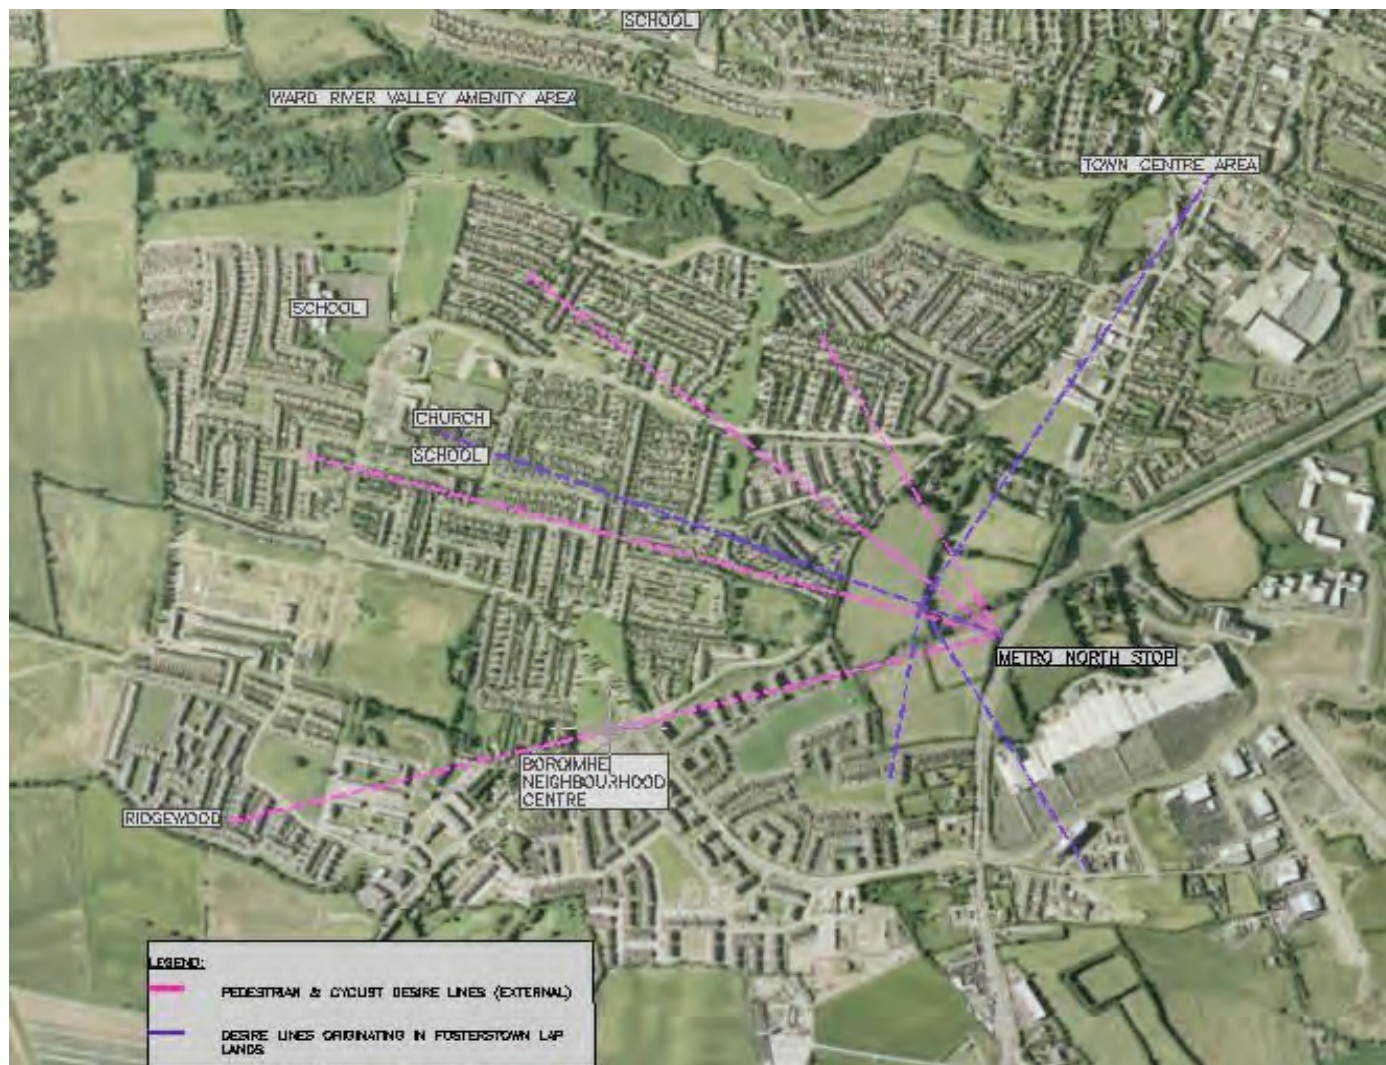 SCHOOL
WARD RIVER VALLEY AMENITY AREA
TOWN CENTRE AREA
SCHOOL
CHURCH
SCHOOL
METRO NORTH STOP
BOROIMHE
NEIGHBOURHOOD
CENTRE
RIDGEWOOD
LEGEND:
PEDESTRIAN & CYCLIST DESIRE LINES (EXTERNAL)
DESIRE LINES ORIGINATING IN FOSTERSTOWN LAP
LANDS